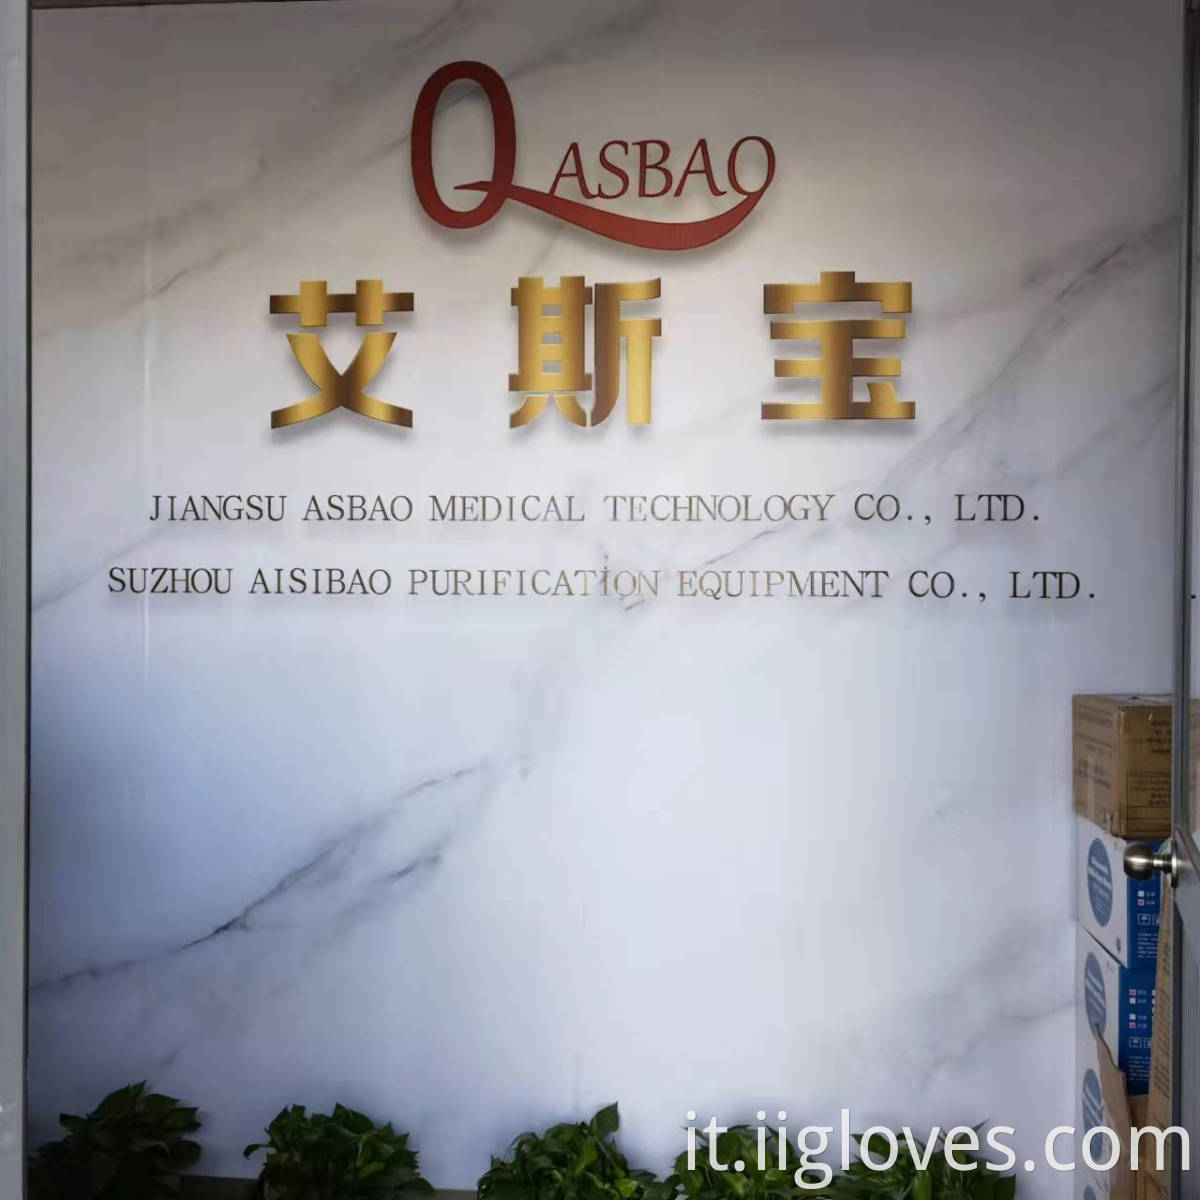 QASBAO
艾斯宝
JIANGSU ASBAO MEDICAL TECHNOLOGY CO., LTD.
SUZHOU AISIBAO PURIFICATION EQUIPMENT CO., LTD.
it.iigloves.com